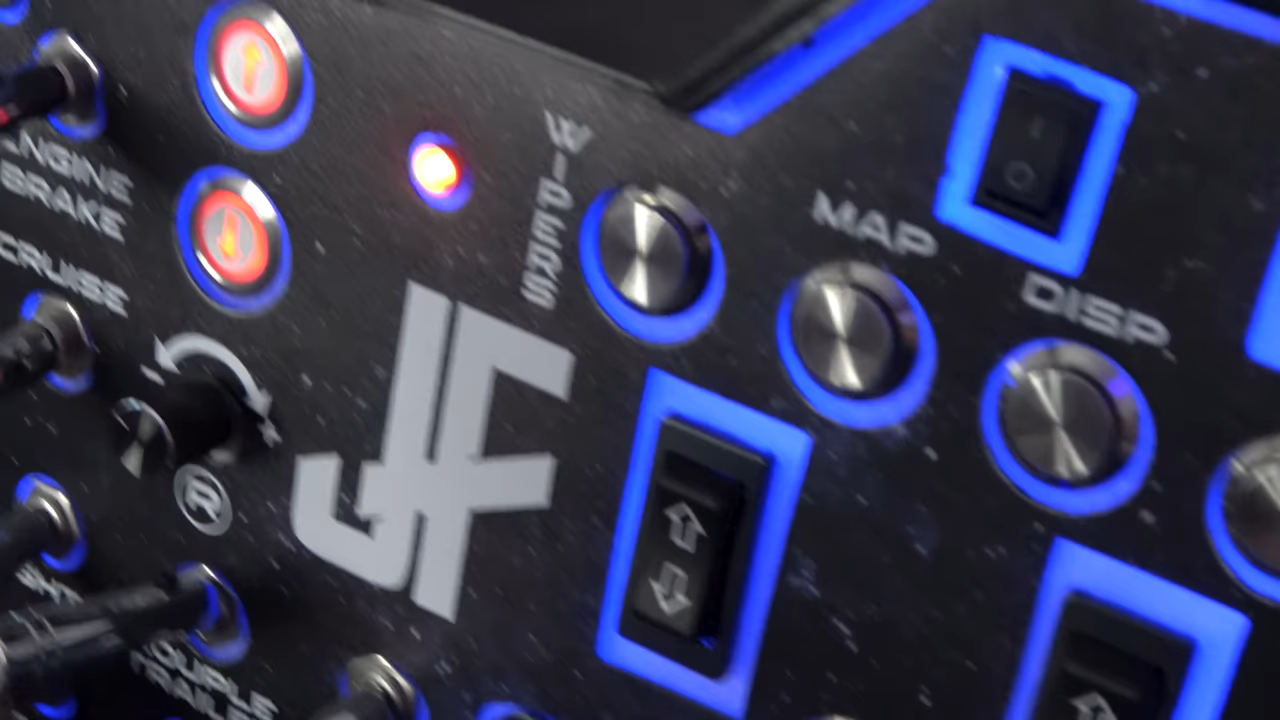 ENGINE
BRAKE
CRUISE
WIPERS
MAP
DISP
JF
®
COUPLE
TRAILER